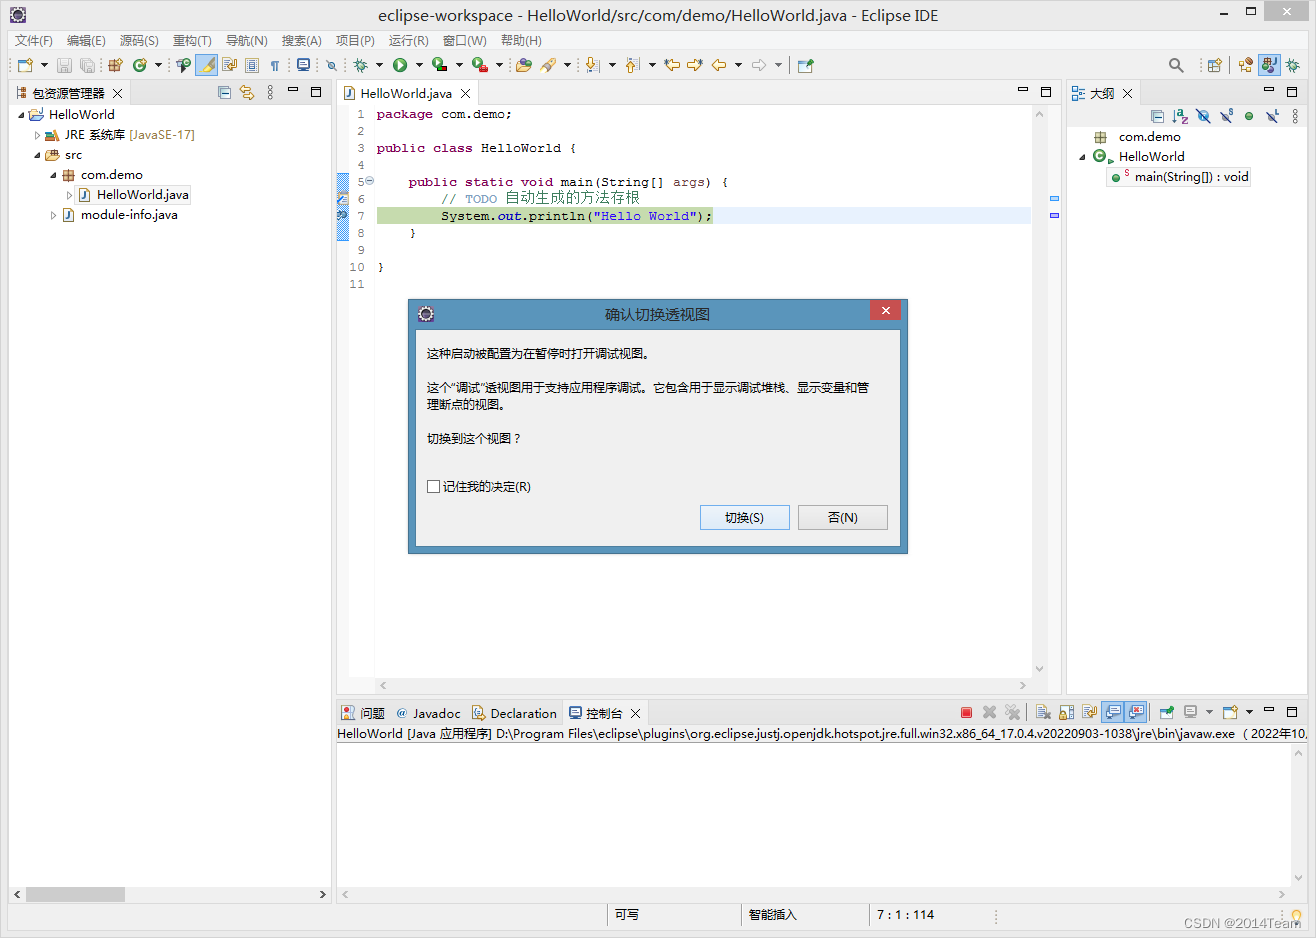 eclipse-workspace - HelloWorld/src/com/demo/HelloWorld.java - Eclipse IDE
文件(F) 编辑(E) 源码(S) 重构(T) 导航(N) 搜索(A) 项目(P) 运行(R) 窗口(W) 帮助(H)
包资源管理器
HelloWorld
JRE 系统库 [JavaSE-17]
src
com.demo
HelloWorld.java
module-info.java
HelloWorld.java
1 package com.demo;
2
3 public class HelloWorld {
4
5 public static void main(String[] args) {
6 // TODO 自动生成的方法存根
7 System.out.println("Hello World");
8 }
9
10 }
11
大纲
com.demo
HelloWorld
main(String[]) : void
确认切换透视图
这种启动被配置为在暂停时打开调试视图。
这个“调试”透视图用于支持应用程序调试。它包含用于显示调试堆栈、显示变量和管
理断点的视图。
切换到这个视图？
记住我的决定(R)
切换(S) 否(N)
问题 @ Javadoc Declaration 控制台
HelloWorld [Java 应用程序] D:\Program Files\eclipse\plugins\org.eclipse.justj.openjdk.hotspot.jre.full.win32.x86_64_17.0.4.v20220903-1038\jre\bin\javaw.exe （2022年10
可写 智能插入 7 : 1 : 114
CSDN @2014Team